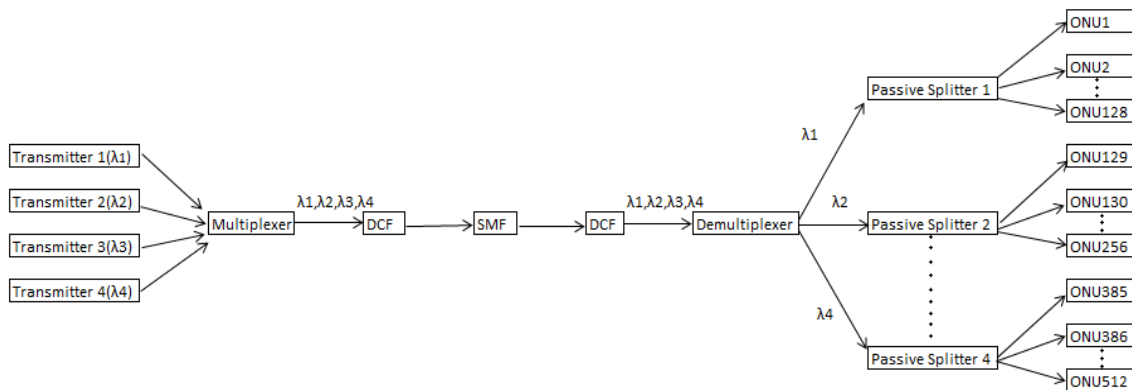 Transmitter 1(λ1)
Transmitter 2(λ2)
Transmitter 3(λ3)
Transmitter 4(λ4)
Multiplexer
λ1,λ2,λ3,λ4
DCF
SMF
DCF
λ1,λ2,λ3,λ4
Demultiplexer
λ1
λ2
λ4
Passive Splitter 1
Passive Splitter 2
Passive Splitter 4
ONU1
ONU2
ONU128
ONU129
ONU130
ONU256
ONU385
ONU386
ONU512